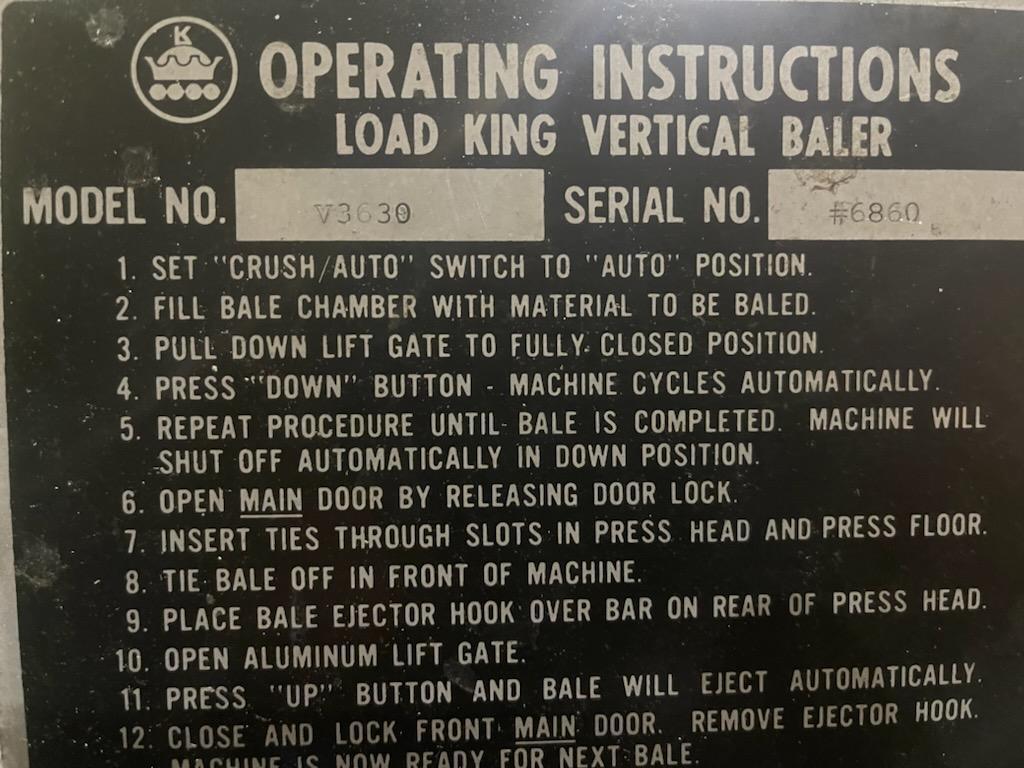 K
OPERATING INSTRUCTIONS
LOAD KING VERTICAL BALER
MODEL NO. V3630 SERIAL NO. #6860
1. SET "CRUSH/AUTO" SWITCH TO "AUTO" POSITION.
2. FILL BALE CHAMBER WITH MATERIAL TO BE BALED.
3. PULL DOWN LIFT GATE TO FULLY CLOSED POSITION.
4. PRESS "DOWN" BUTTON - MACHINE CYCLES AUTOMATICALLY.
5. REPEAT PROCEDURE UNTIL BALE IS COMPLETED. MACHINE WILL
SHUT OFF AUTOMATICALLY IN DOWN POSITION.
6. OPEN MAIN DOOR BY RELEASING DOOR LOCK.
7. INSERT TIES THROUGH SLOTS IN PRESS HEAD AND PRESS FLOOR.
8. TIE BALE OFF IN FRONT OF MACHINE.
9. PLACE BALE EJECTOR HOOK OVER BAR ON REAR OF PRESS HEAD.
10. OPEN ALUMINUM LIFT GATE.
11. PRESS "UP" BUTTON AND BALE WILL EJECT AUTOMATICALLY.
12. CLOSE AND LOCK FRONT MAIN DOOR. REMOVE EJECTOR HOOK.
MACHINE IS NOW READY FOR NEXT BALE.